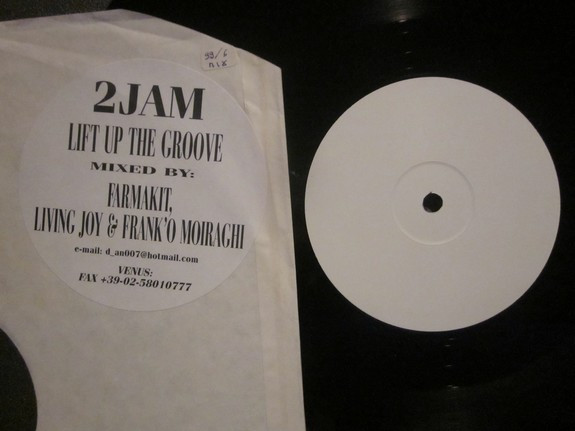 2JAM
LIFT UP THE GROOVE
MIXED BY:
FARMAKIT,
LIVING JOY & FRANK'O MOIRAGHI
e-mail: d_an007@hotmail.com
VENUS:
FAX +39-02-58010777